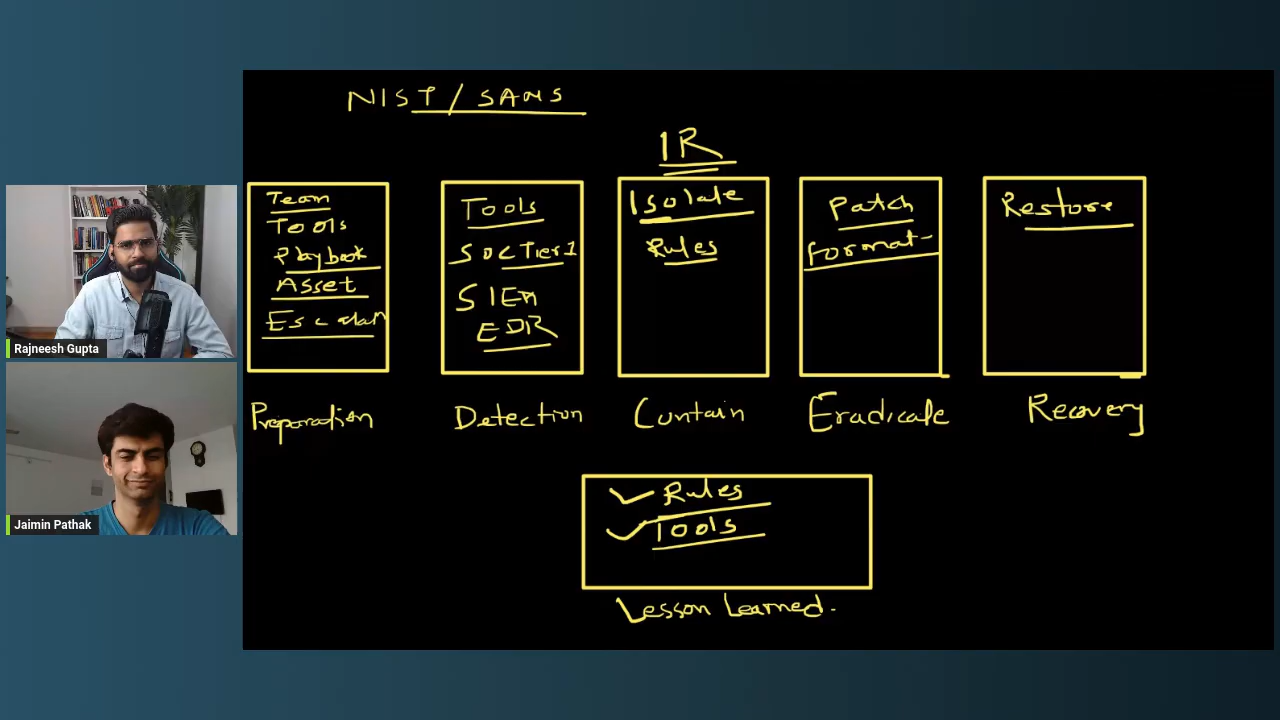 NIST / SANS
IR
Team
Tools
Playbook
Asset
Preparation
Tools
SOC Tier 1
SIEM
EDR
Detection
Isolate
Rules
Contain
Patch
Format
Eradicate
Restore
Recovery
Rules
Tools
Lesson Learned.
Rajneesh Gupta
Jaimin Pathak